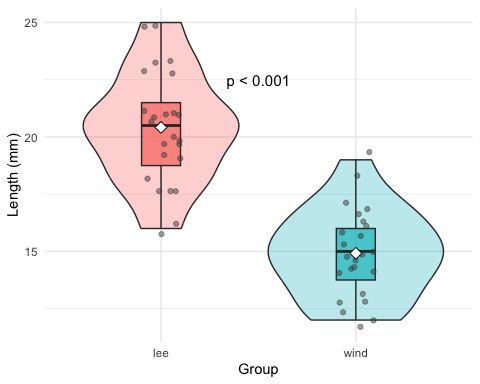 25
p < 0.001
20
15
Length (mm)
lee
wind
Group